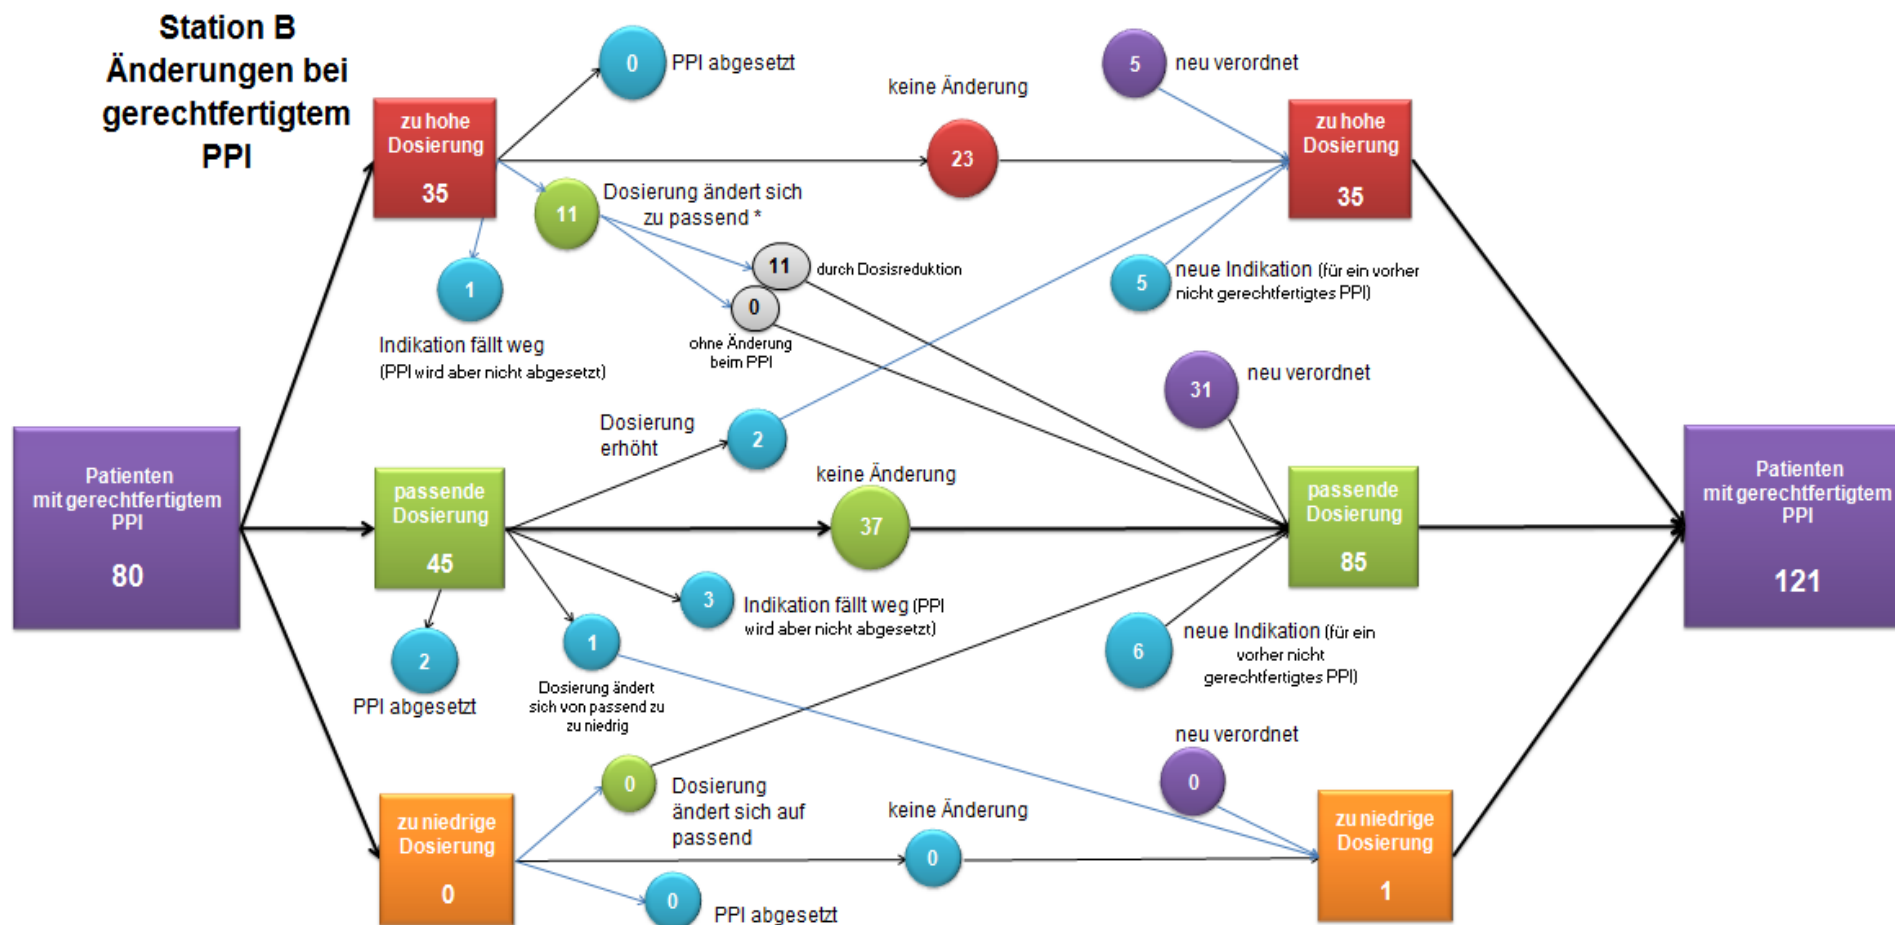 Station B
Änderungen bei
gerechtfertigtem
PPI
0
PPI abgesetzt
5
neu verordnet
keine Änderung
zu hohe
Dosierung
35
23
zu hohe
Dosierung
35
11
Dosierung ändert sich
zu passend *
11
durch Dosisreduktion
0
ohne Änderung
beim PPI
1
Indikation fällt weg
(PPI wird aber nicht abgesetzt)
5
neue Indikation (für ein vorher
nicht gerechtfertigtes PPI)
31
neu verordnet
Dosierung
erhöht
2
Patienten
mit gerechtfertigtem
PPI
80
passende
Dosierung
45
keine Änderung
37
passende
Dosierung
85
Patienten
mit gerechtfertigtem
PPI
121
3
Indikation fällt weg (PPI
wird aber nicht abgesetzt)
2
PPI abgesetzt
1
Dosierung ändert
sich von passend zu
zu niedrig
6
neue Indikation (für ein
vorher nicht
gerechtfertigtes PPI)
neu verordnet
0
0
Dosierung
ändert sich auf
passend
keine Änderung
0
zu niedrige
Dosierung
0
0
PPI abgesetzt
zu niedrige
Dosierung
1